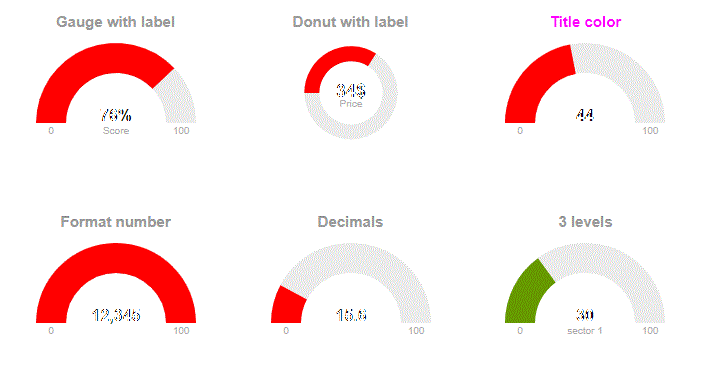 Gauge with label
76%
Score
0
100
Donut with label
34$
Price
Title color
44
0
100
Format number
12,345
0
100
Decimals
15.6
0
100
3 levels
30
sector 1
0
100